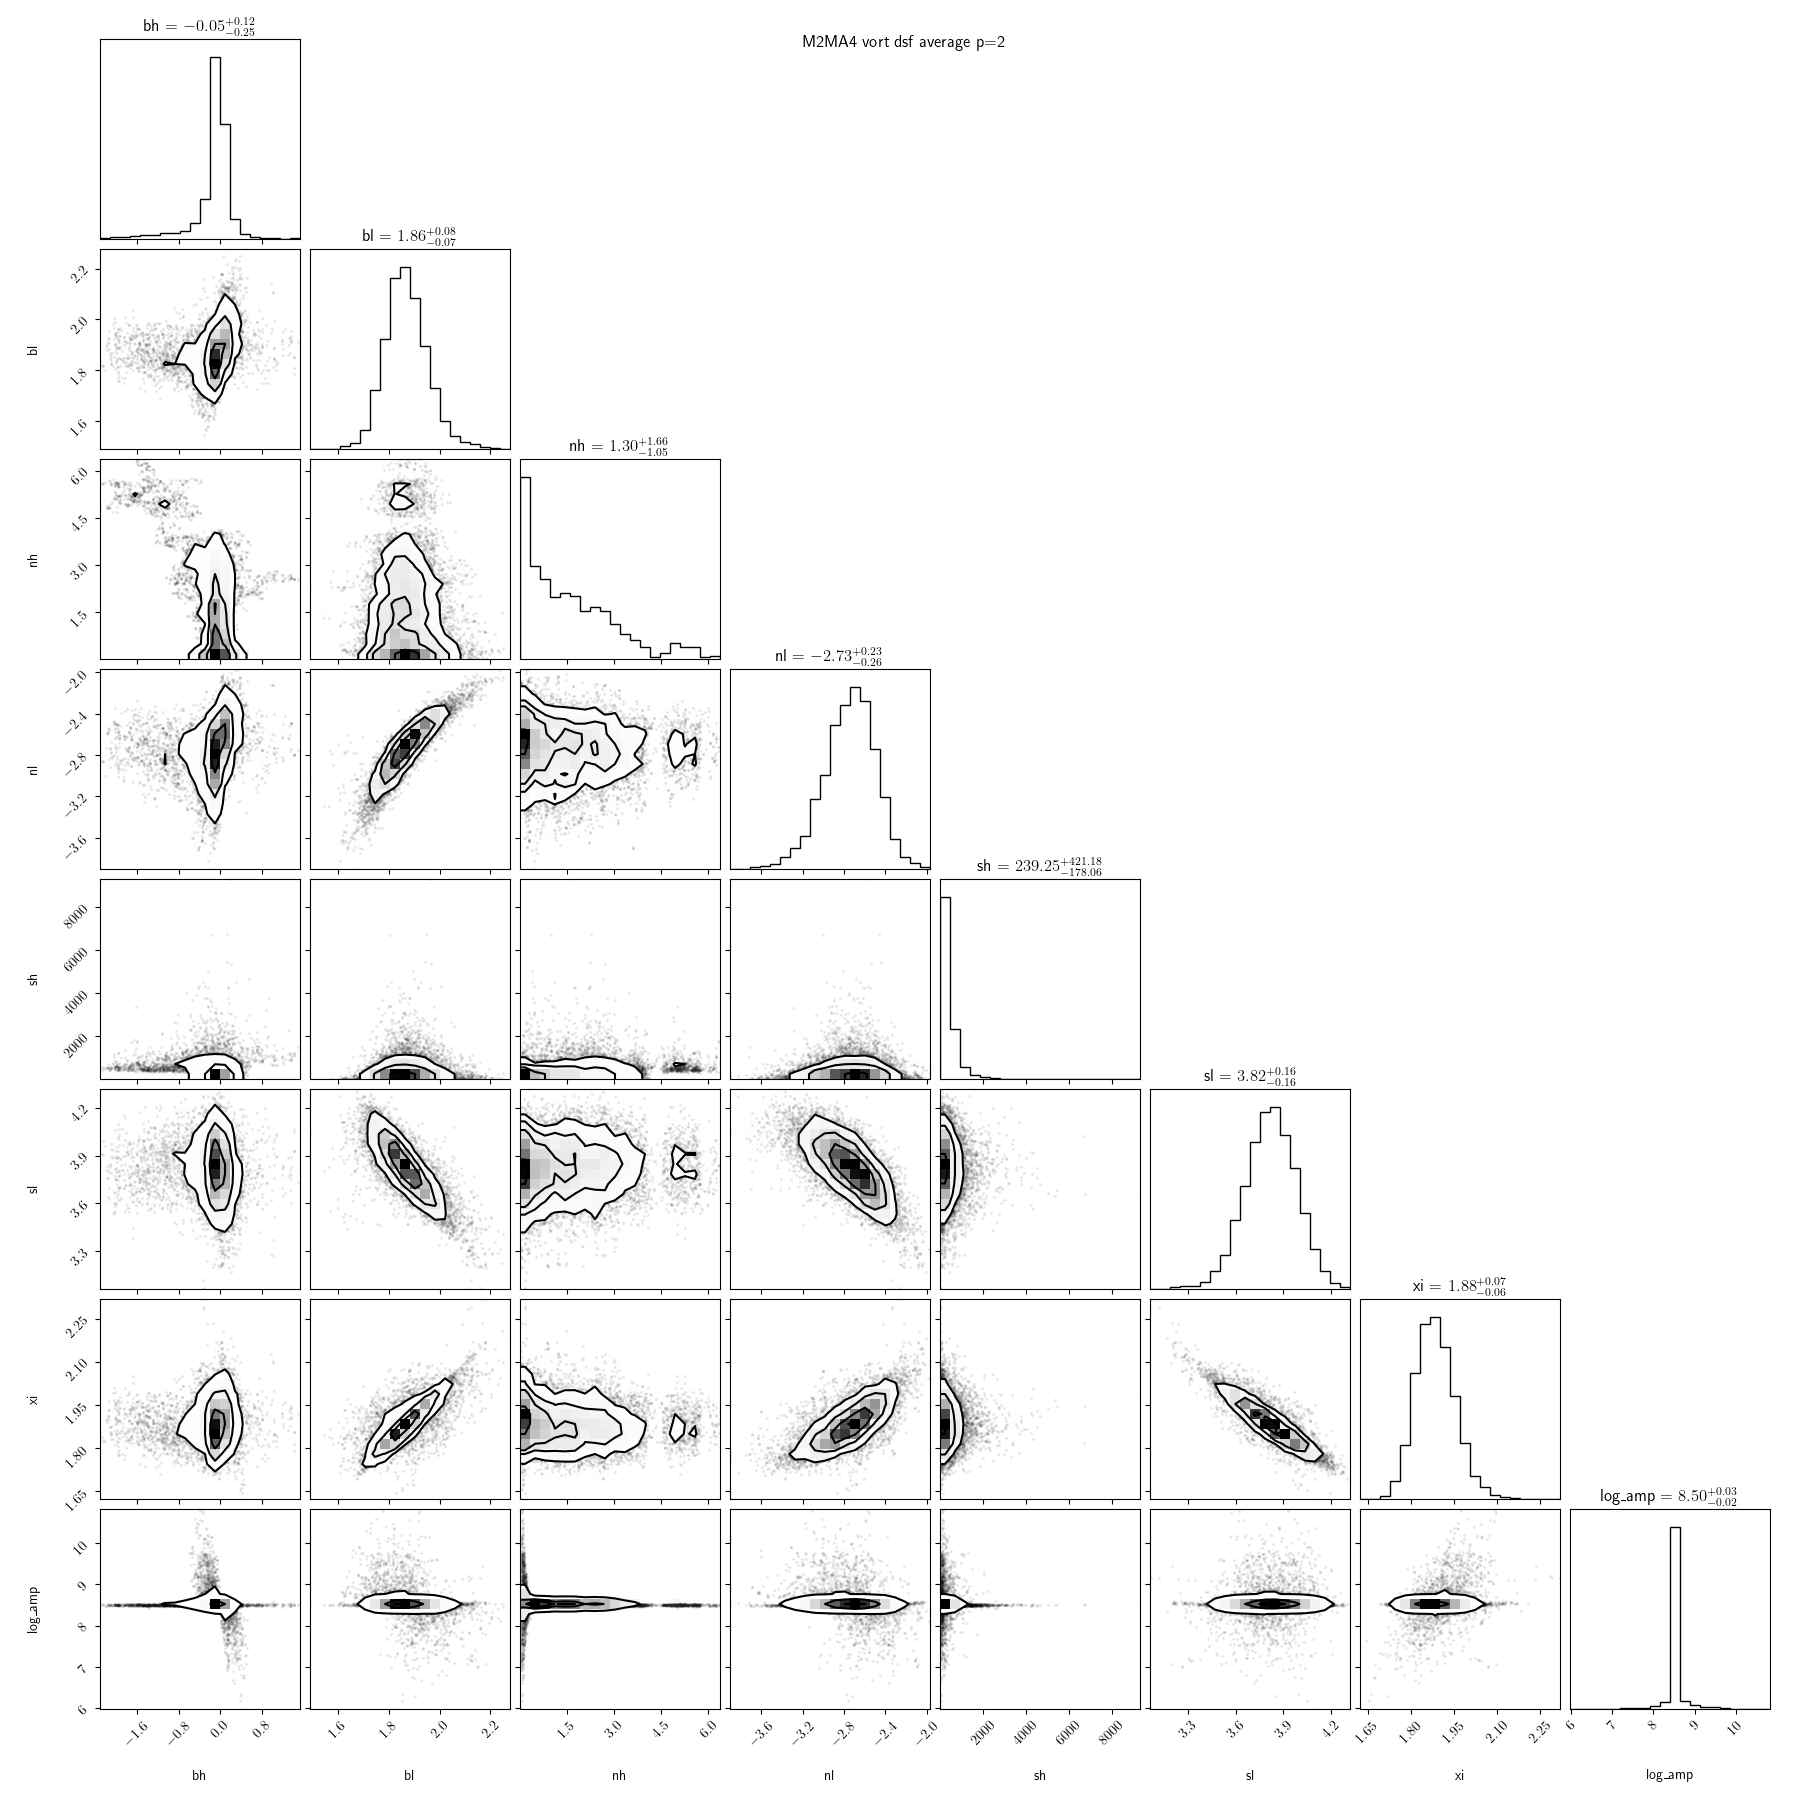 M2MA4 vort dsf average p=2
bh = −0.05 +0.12 −0.25
bl = 1.86 +0.08 −0.07
nh = 1.30 +1.66 −1.05
nl = −2.73 +0.23 −0.26
sh = 239.25 +421.18 −178.06
sl = 3.82 +0.16 −0.16
xi = 1.88 +0.07 −0.06
log_amp = 8.50 +0.03 −0.02
bl
2.2
2.0
1.8
1.6
nh
6.0
4.5
3.0
1.5
nl
−2.0
−2.4
−2.8
−3.2
−3.6
sh
8000
6000
4000
2000
sl
4.2
3.9
3.6
3.3
xi
2.25
2.10
1.95
1.80
1.65
log_amp
10
9
8
7
6
−1.6 −0.8 0.0 0.8
1.6 1.8 2.0 2.2
1.5 3.0 4.5 6.0
−3.6 −3.2 −2.8 −2.4 −2.0
2000 4000 6000 8000
3.3 3.6 3.9 4.2
1.65 1.80 1.95 2.10 2.25
6 7 8 9 10
bh bl nh nl sh sl xi log_amp